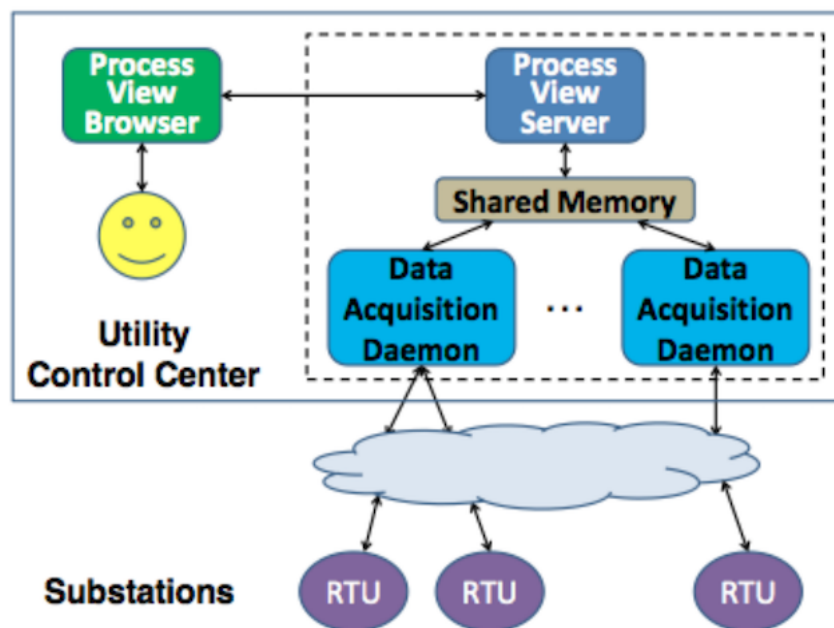 Process
View
Browser
Process
View
Server
Shared Memory
Data
Acquisition
Daemon
...
Data
Acquisition
Daemon
Utility
Control Center
Substations
RTU
RTU
RTU